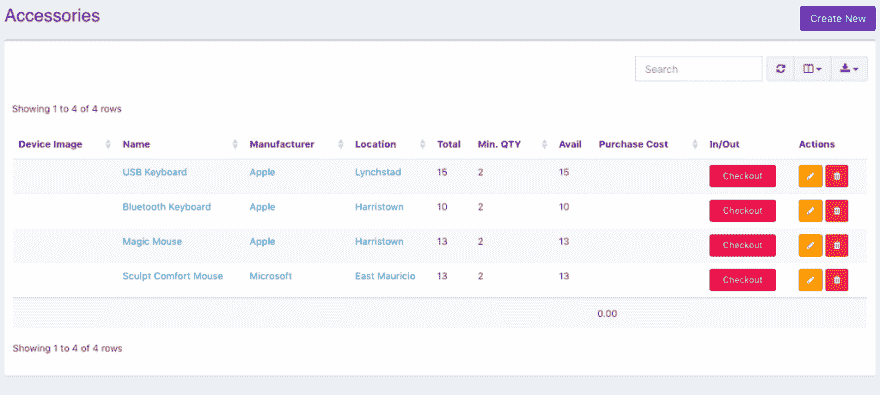 Accessories
Create New
Search
Showing 1 to 4 of 4 rows
Device Image Name Manufacturer Location Total Min. QTY Avail Purchase Cost In/Out Actions
USB Keyboard Apple Lynchstad 15 2 15 Checkout
Bluetooth Keyboard Apple Harristown 10 2 10 Checkout
Magic Mouse Apple Harristown 13 2 13 Checkout
Sculpt Comfort Mouse Microsoft East Mauricio 13 2 13 Checkout
0.00
Showing 1 to 4 of 4 rows